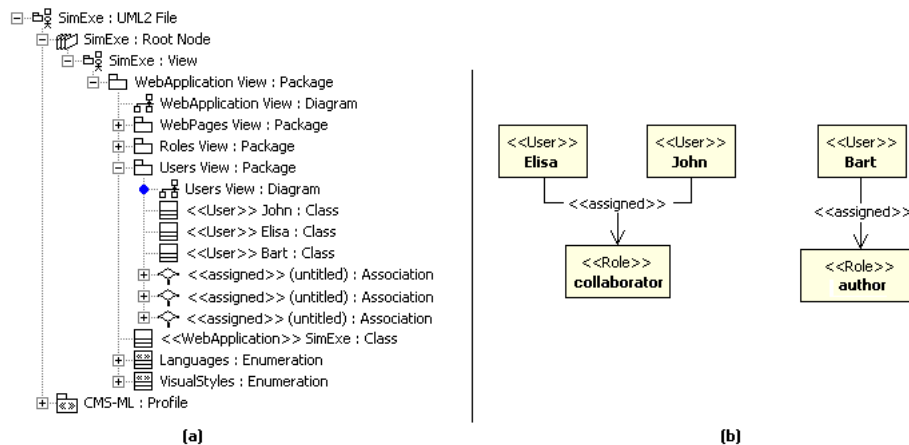 SimExe : UML2 File
SimExe : Root Node
SimExe : View
WebApplication View : Package
WebApplication View : Diagram
WebPages View : Package
Roles View : Package
Users View : Package
Users View : Diagram
<<User>> John : Class
<<User>> Elisa : Class
<<User>> Bart : Class
<<assigned>> (untitled) : Association
<<assigned>> (untitled) : Association
<<assigned>> (untitled) : Association
<<WebApplication>> SimExe : Class
Languages : Enumeration
VisualStyles : Enumeration
CMS-ML : Profile
(a)
<<User>>
Elisa
<<User>>
John
<<User>>
Bart
<<assigned>>
<<assigned>>
<<Role>>
collaborator
<<Role>>
author
(b)